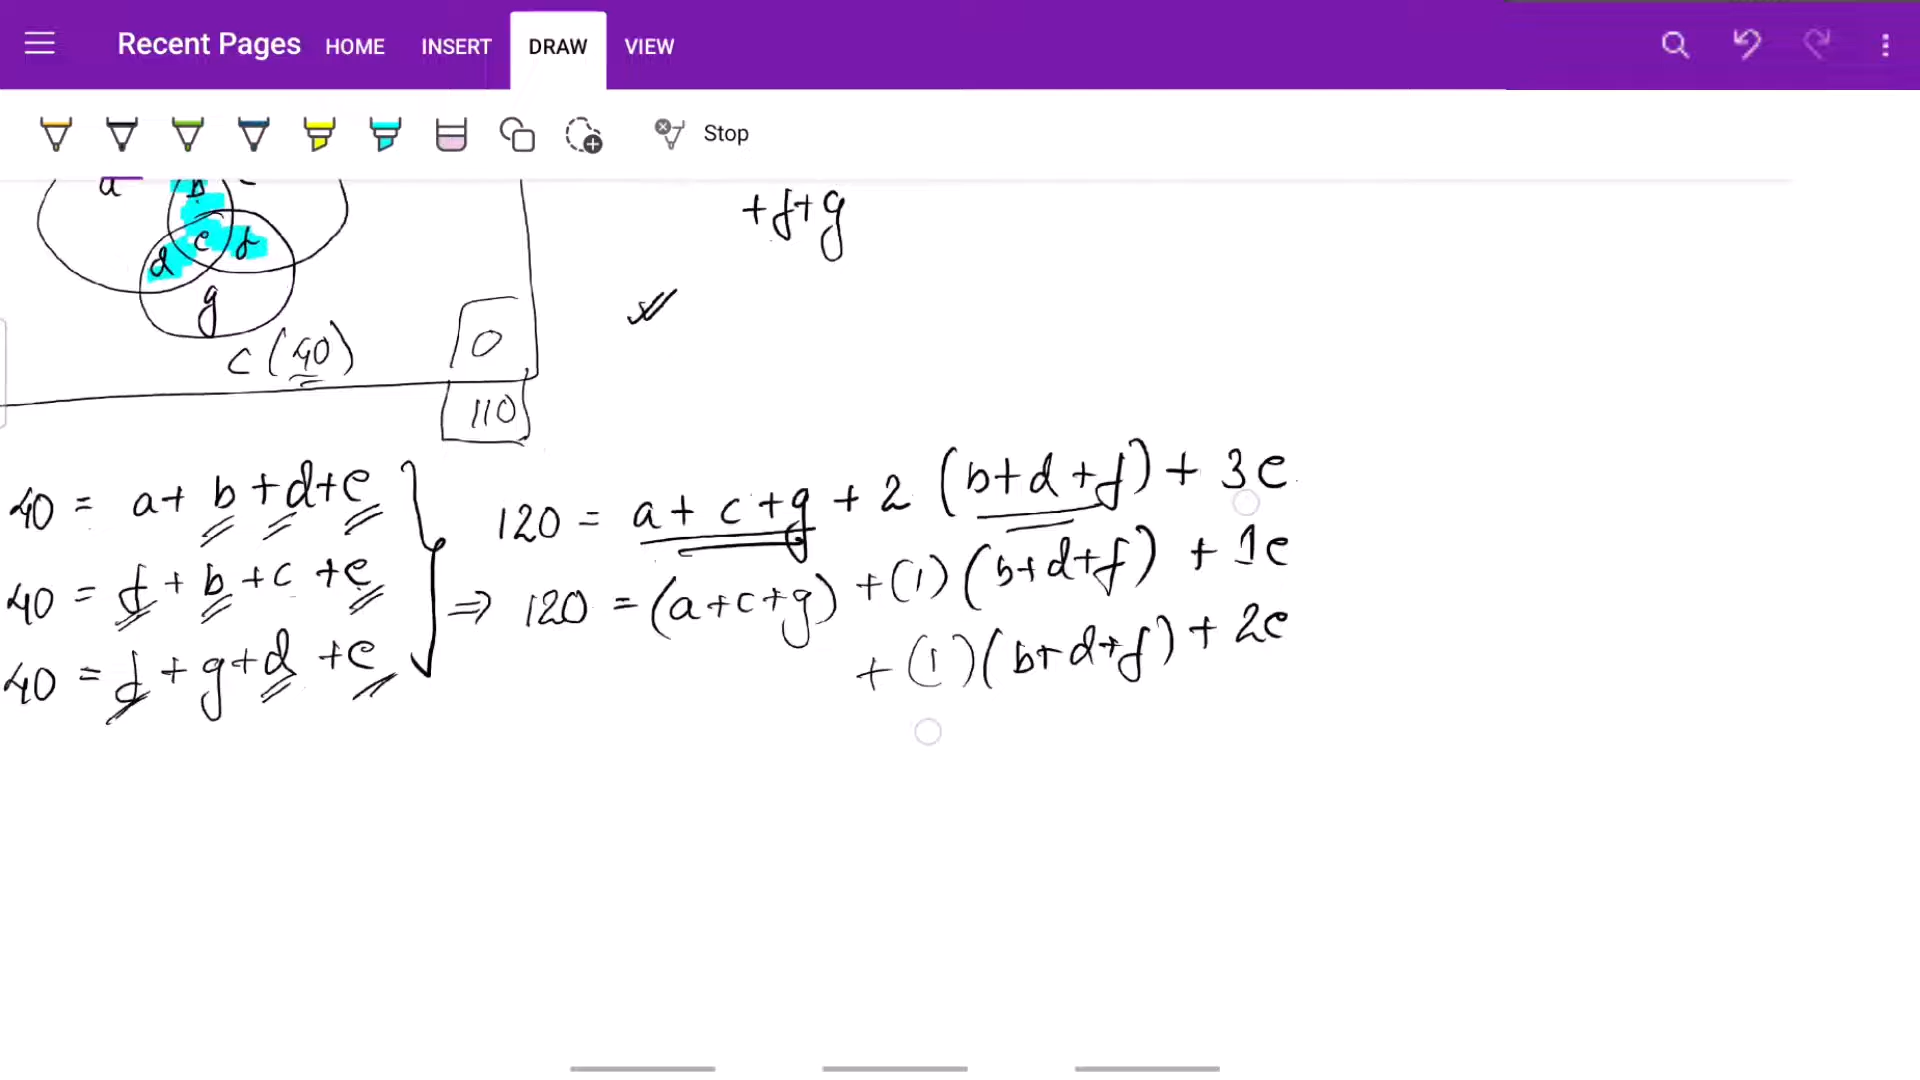 Recent Pages HOME INSERT DRAW VIEW
Stop
a b
e f
d
g
c (40)
0
110
+f+g
40 = a+ b +d+e
40 = f + b +c +e
40 = f + g+d +e
120 = a + c +g + 2 (b+d+f) + 3e
⇒ 120 = (a+c+g) +(1) (b+d+f) + 1e
+ (1)(b+d+f) + 2e